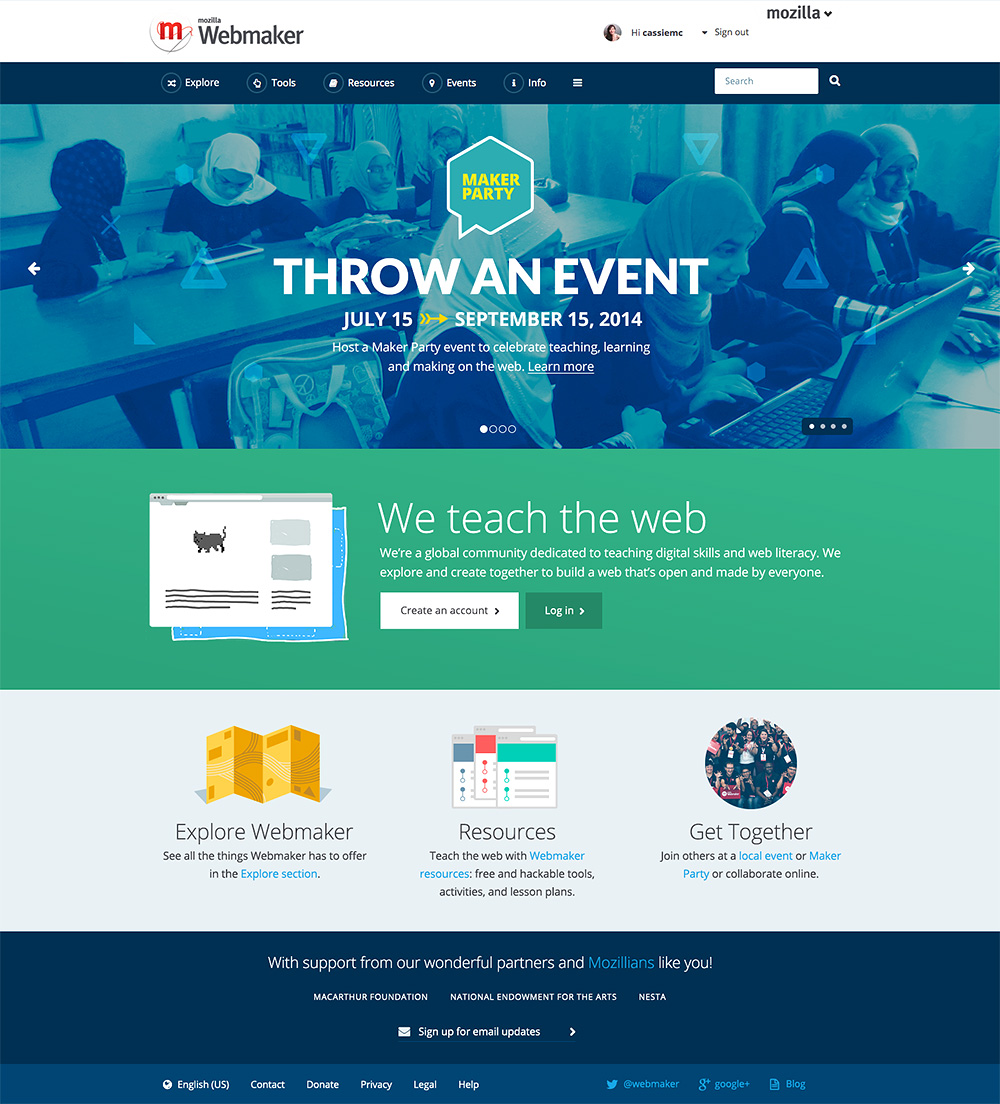 mozilla
mozilla
Webmaker
Hi cassiemc
Sign out
Explore
Tools
Resources
Events
Info
Search
MAKER
PARTY
THROW AN EVENT
JULY 15 SEPTEMBER 15, 2014
Host a Maker Party event to celebrate teaching, learning
and making on the web. Learn more
We teach the web
We're a global community dedicated to teaching digital skills and web literacy. We
explore and create together to build a web that's open and made by everyone.
Create an account
Log in
Explore Webmaker
See all the things Webmaker has to offer
in the Explore section.
Resources
Teach the web with Webmaker
resources: free and hackable tools,
activities, and lesson plans.
Get Together
Join others at a local event or Maker
Party or collaborate online.
With support from our wonderful partners and Mozillians like you!
MACARTHUR FOUNDATION
NATIONAL ENDOWMENT FOR THE ARTS
NESTA
Sign up for email updates
English (US)
Contact
Donate
Privacy
Legal
Help
@webmaker
google+
Blog